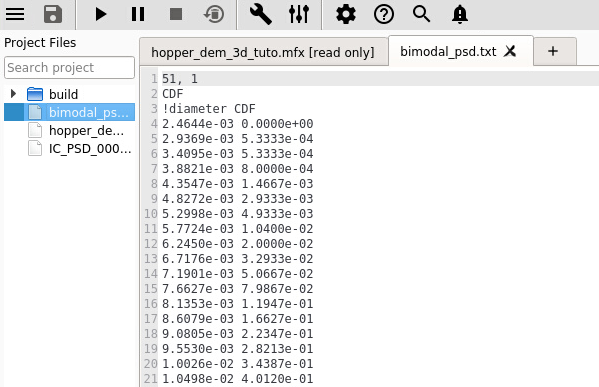 Project Files
Search project
build
bimodal_ps...
hopper_de...
IC_PSD_000...
hopper_dem_3d_tuto.mfx [read only]
bimodal_psd.txt
+
1 51, 1
2 CDF
3 !diameter CDF
4 2.4644e-03 0.0000e+00
5 2.9369e-03 5.3333e-04
6 3.4095e-03 5.3333e-04
7 3.8821e-03 8.0000e-04
8 4.3547e-03 1.4667e-03
9 4.8272e-03 2.9333e-03
10 5.2998e-03 4.9333e-03
11 5.7724e-03 1.0400e-02
12 6.2450e-03 2.0000e-02
13 6.7176e-03 3.2933e-02
14 7.1901e-03 5.0667e-02
15 7.6627e-03 7.9867e-02
16 8.1353e-03 1.1947e-01
17 8.6079e-03 1.6627e-01
18 9.0805e-03 2.2347e-01
19 9.5530e-03 2.8213e-01
20 1.0026e-02 3.4387e-01
21 1.0498e-02 4.0120e-01